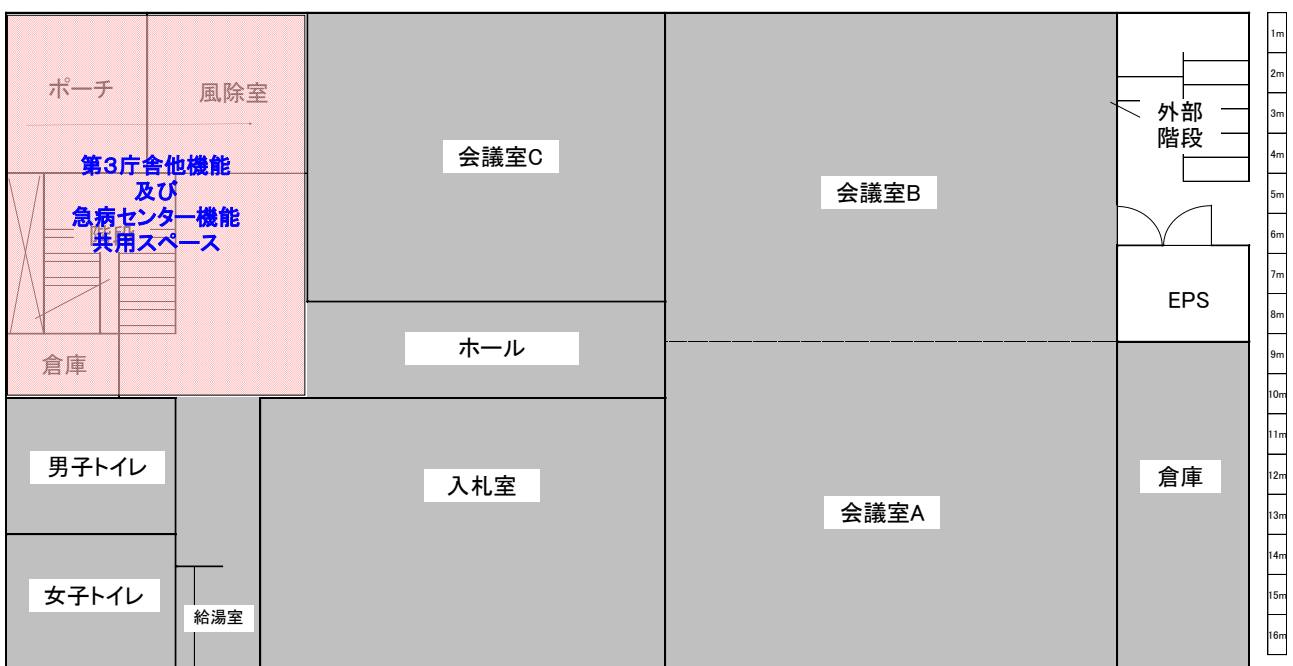 ポーチ
風除室
第3庁舎他機能
及び
急病センター機能
共用スペース
階段
倉庫
会議室C
会議室B
外部
階段
EPS
ホール
男子トイレ
入札室
会議室A
倉庫
女子トイレ
給湯室
1m
2m
3m
4m
5m
6m
7m
8m
9m
10m
11m
12m
13m
14m
15m
16m